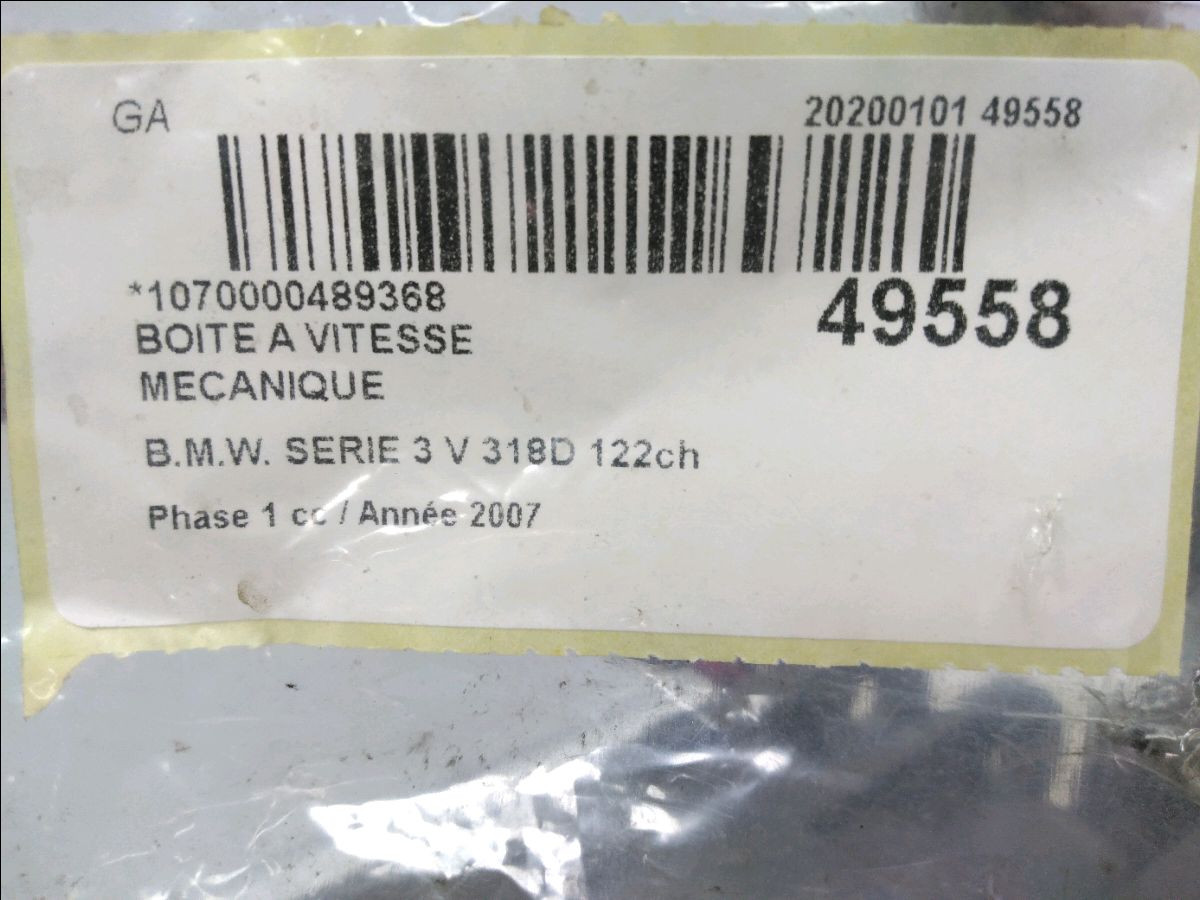 GA
20200101 49558
*1070000489368
49558
BOITE A VITESSE
MECANIQUE
B.M.W. SERIE 3 V 318D 122ch
Phase 1 cc / Année 2007